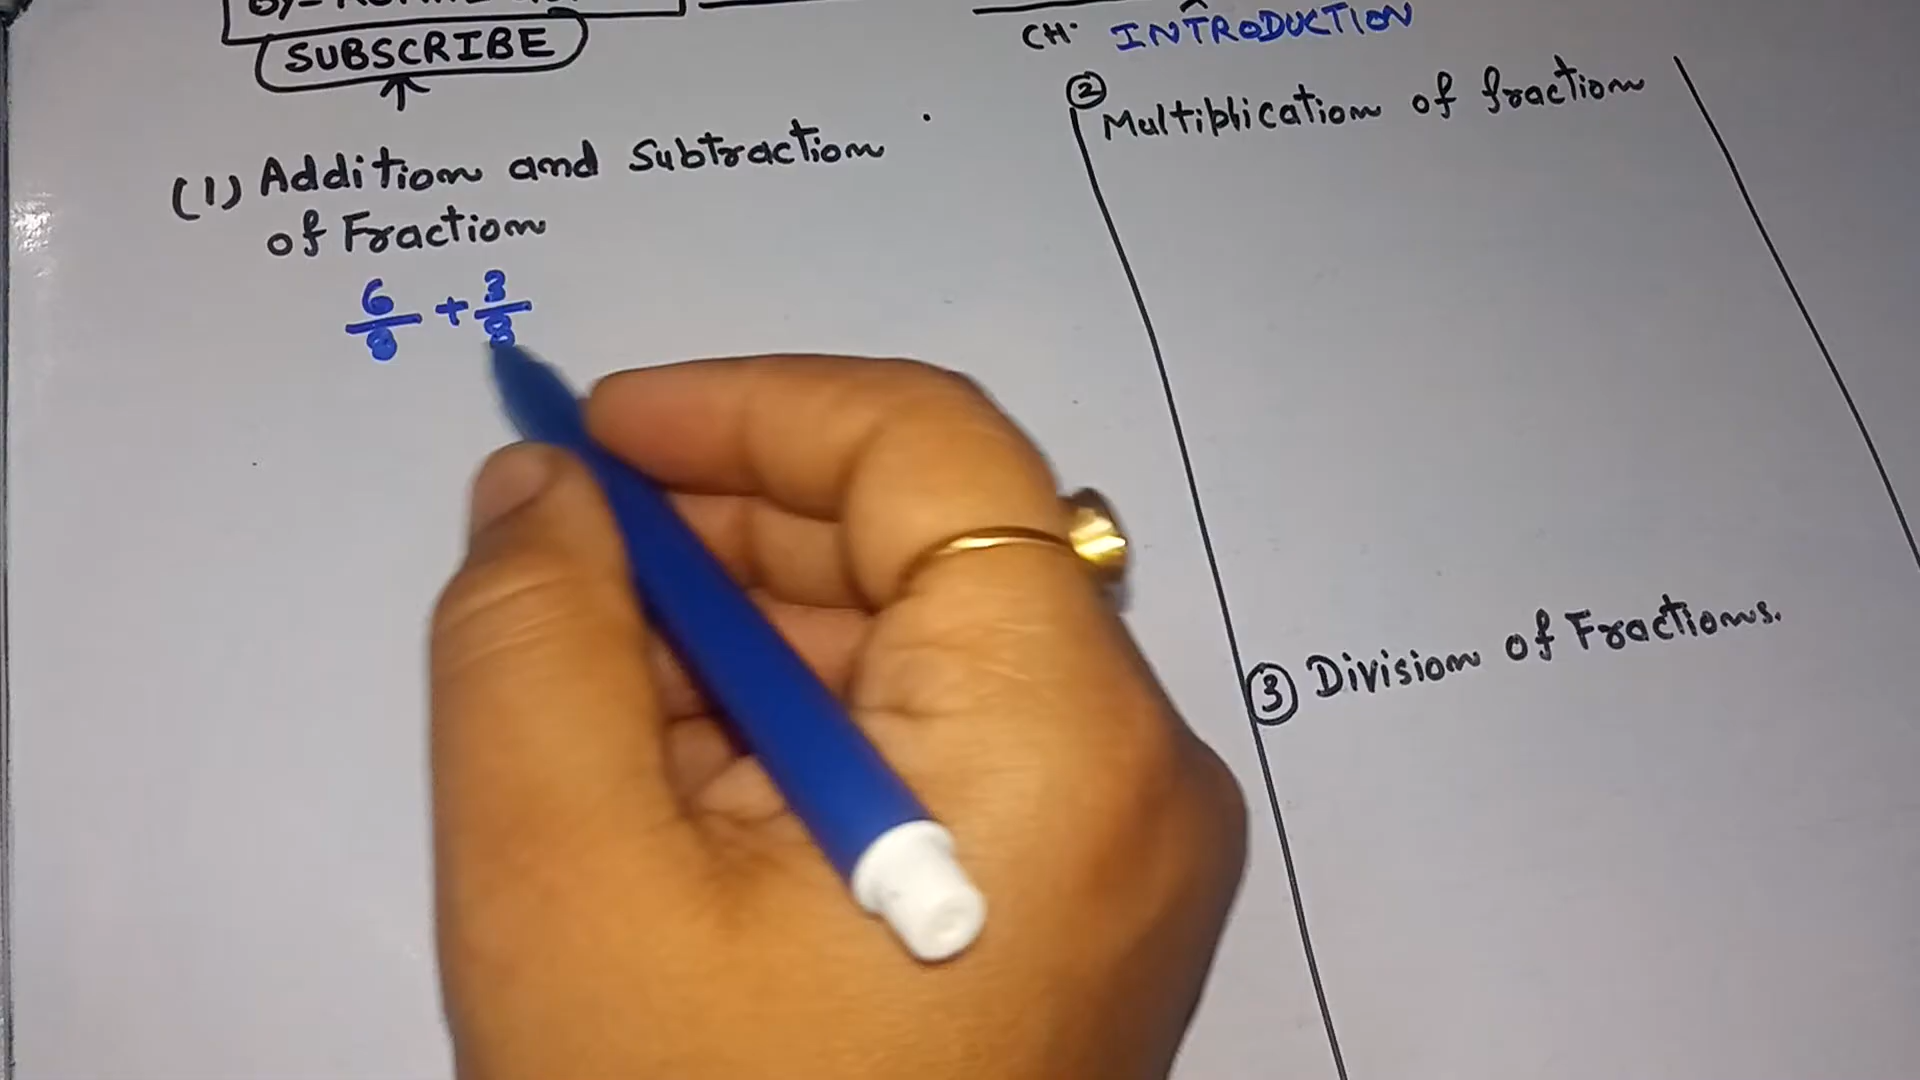 SUBSCRIBE
CH. INTRODUCTION
(1) Addition and Subtraction
of Fraction
6/8 + 3/8
② Multiplication of fraction
③ Division of Fractions.